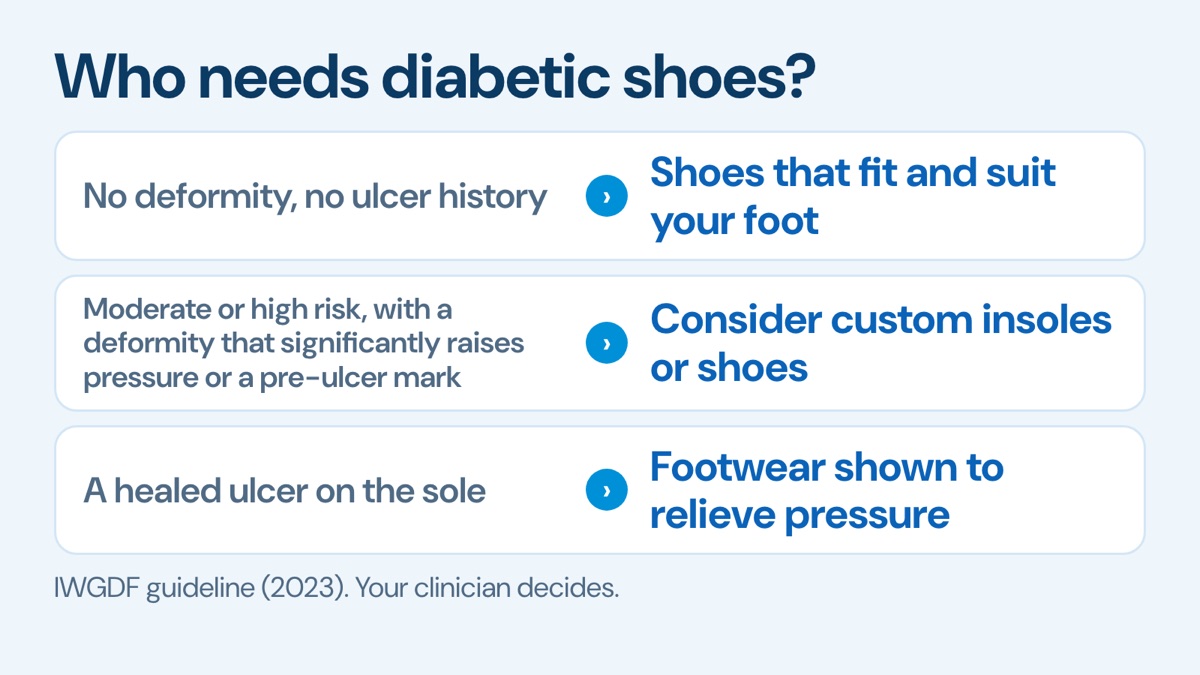 Who needs diabetic shoes?
No deformity, no ulcer history
›
Shoes that fit and suit
your foot
Moderate or high risk, with a
deformity that significantly raises
pressure or a pre-ulcer mark
›
Consider custom insoles
or shoes
A healed ulcer on the sole
›
Footwear shown to
relieve pressure
IWGDF guideline (2023). Your clinician decides.